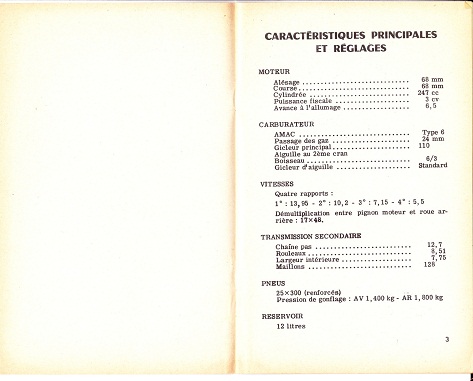 CARACTÉRISTIQUES PRINCIPALES
ET RÉGLAGES
MOTEUR
Alésage ............................ 68 mm
Course ............................ 68 mm
Cylindrée ......................... 247 cc
Puissance fiscale ................... 3 cv
Avance à l'allumage ................. 6,5
CARBURATEUR
AMAC ............................. Type 6
Passage des gaz .................... 24 mm
Gicleur principal .................... 110
Aiguille au 2ème cran
Boisseau ........................... 6/3
Gicleur d'aiguille ................... Standard
VITESSES
Quatre rapports :
1° : 13,95 - 2° : 10,2 - 3° : 7,15 - 4° : 5,5
Démultiplication entre pignon moteur et roue ar-
rière : 17×48.
TRANSMISSION SECONDAIRE
Chaîne pas ......................... 12,7
Rouleaux ........................... 8,51
Largeur intérieure .................. 7,75
Maillons ........................... 128
PNEUS
25×300 (renforcés)
Pression de gonflage : AV 1,400 kg - AR 1,800 kg
RESERVOIR
12 litres
3